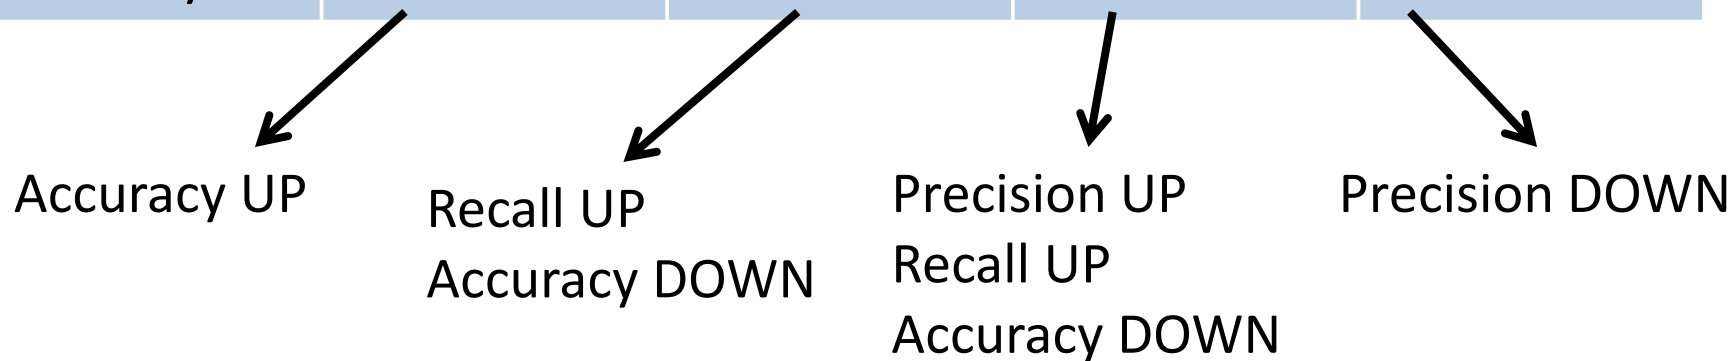 Accuracy UP
Recall UP
Accuracy DOWN
Precision UP
Recall UP
Accuracy DOWN
Precision DOWN